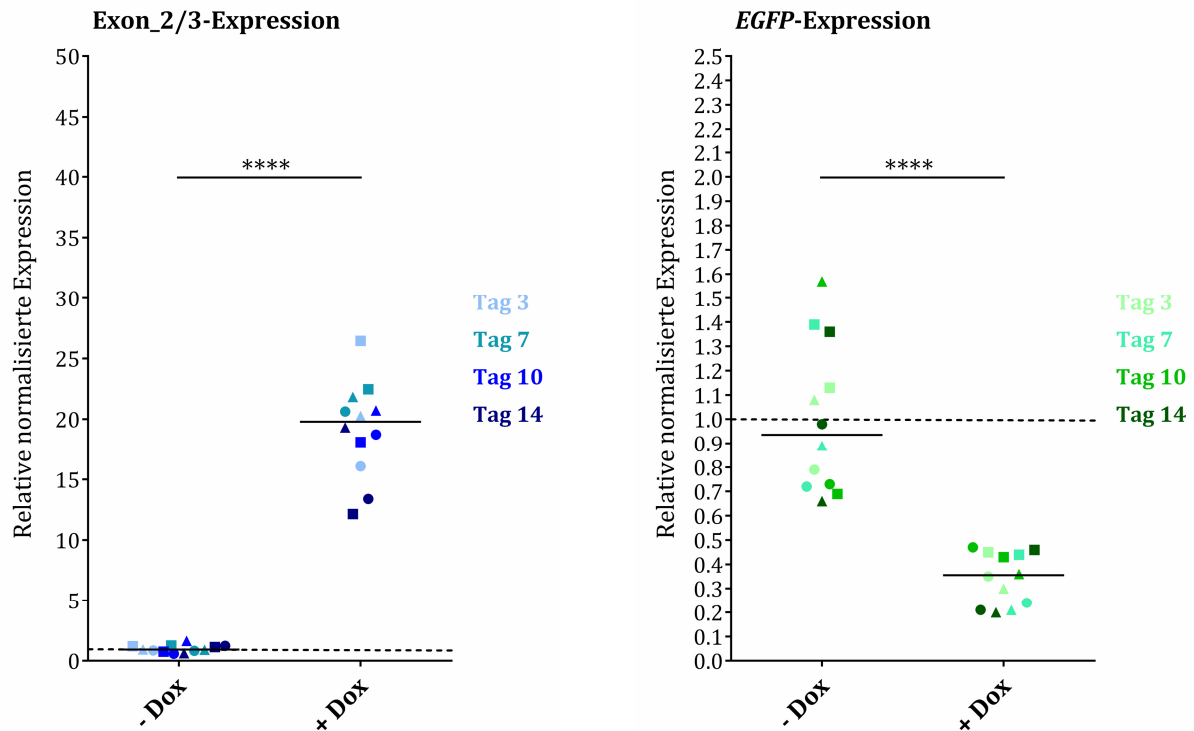 Exon_2/3-Expression
Relative normalisierte Expression
50
45
40
35
30
25
20
15
10
5
0
****
Tag 3
Tag 7
Tag 10
Tag 14
- Dox
+ Dox
EGFP-Expression
Relative normalisierte Expression
2.5
2.4
2.3
2.2
2.1
2.0
1.9
1.8
1.7
1.6
1.5
1.4
1.3
1.2
1.1
1.0
0.9
0.8
0.7
0.6
0.5
0.4
0.3
0.2
0.1
0.0
****
Tag 3
Tag 7
Tag 10
Tag 14
- Dox
+ Dox